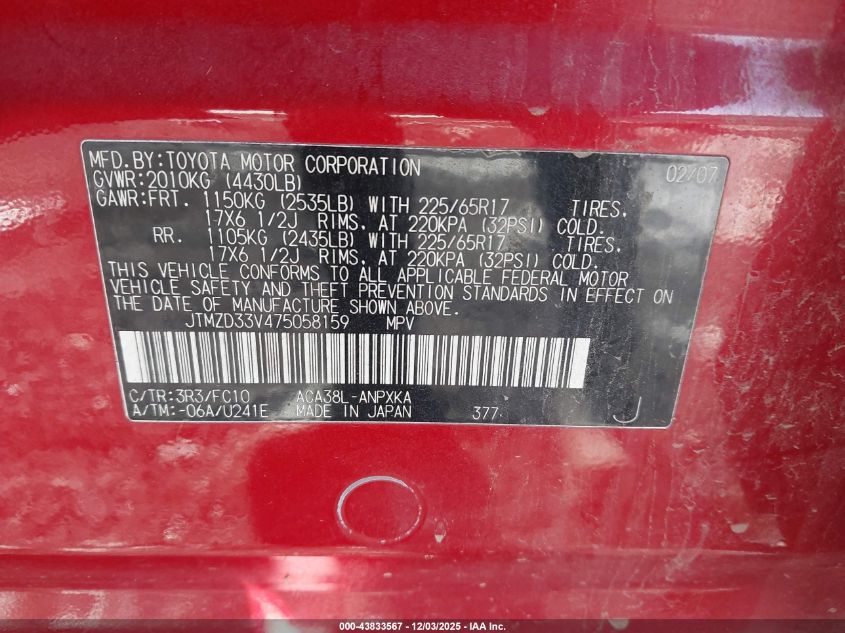 MFD.BY:TOYOTA MOTOR CORPORATION 02/07
GVWR:2010KG (4430LB)
GAWR:FRT. 1150KG (2535LB) WITH 225/65R17 TIRES,
17X6 1/2J RIMS, AT 220KPA (32PSI) COLD.
RR. 1105KG (2435LB) WITH 225/65R17 TIRES,
17X6 1/2J RIMS, AT 220KPA (32PSI) COLD.
THIS VEHICLE CONFORMS TO ALL APPLICABLE FEDERAL MOTOR
VEHICLE SAFETY AND THEFT PREVENTION STANDARDS IN EFFECT ON
THE DATE OF MANUFACTURE SHOWN ABOVE.
JTMZD33V475058159 MPV
C/TR:3R3/FC10 ACA38L-ANPXKA
A/TM:-06A/U241E MADE IN JAPAN 377 J
000-43833567 - 12/03/2025 - IAA Inc.